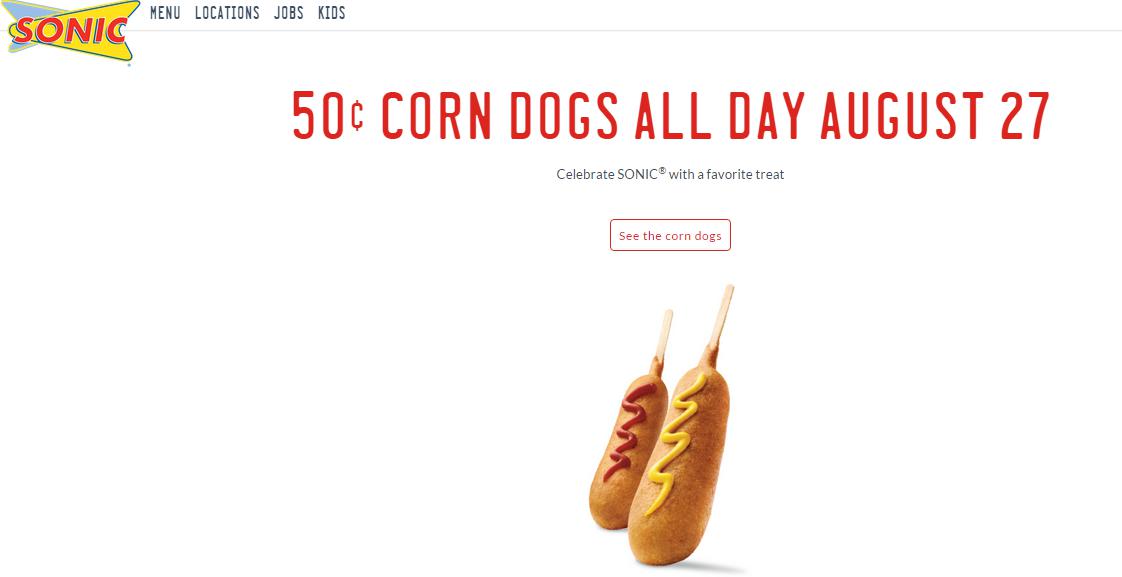 SONIC
MENU LOCATIONS JOBS KIDS
50¢ CORN DOGS ALL DAY AUGUST 27
Celebrate SONIC® with a favorite treat
See the corn dogs